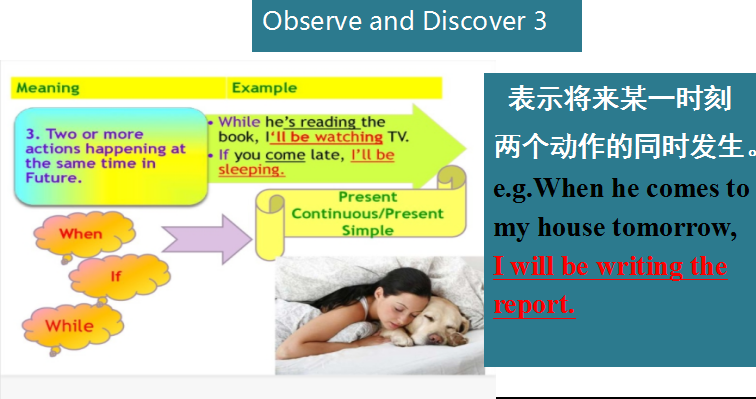 Observe and Discover 3
Meaning
Example
3. Two or more
actions happening at
the same time in
Future.
• While he's reading the
book, I'll be watching TV.
• If you come late, I'll be
sleeping.
Present
Continuous/Present
Simple
When
If
While
表示将来某一时刻
两个动作的同时发生。
e.g.When he comes to
my house tomorrow,
I will be writing the
report.